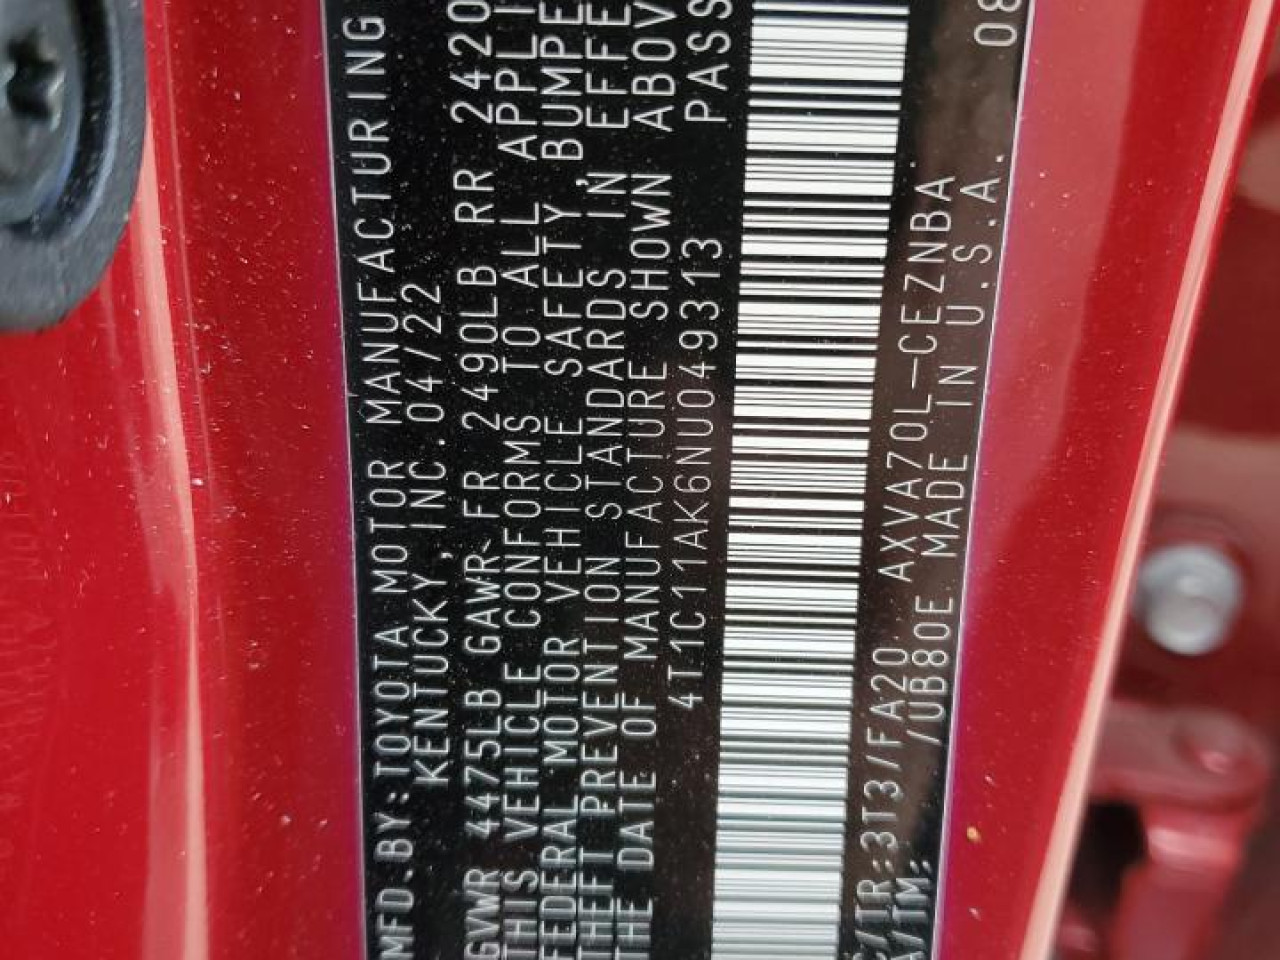 MFD.BY:TOYOTA MOTOR MANUFACTURING
KENTUCKY, INC.04/22
GVWR 4475LB GAWR FR 2490LB RR 2420
THIS VEHICLE CONFORMS TO ALL APPLI
FEDERAL MOTOR VEHICLE SAFETY, BUMPE
THEFT PREVENTION STANDARDS IN EFFE
THE DATE OF MANUFACTURE SHOWN ABOV
4T1C11AK6NU049313 PASS
C/TR:3T3/FA20 AXVA70L-CEZNBA
A/TM: /UB80E MADE IN U.S.A. 08